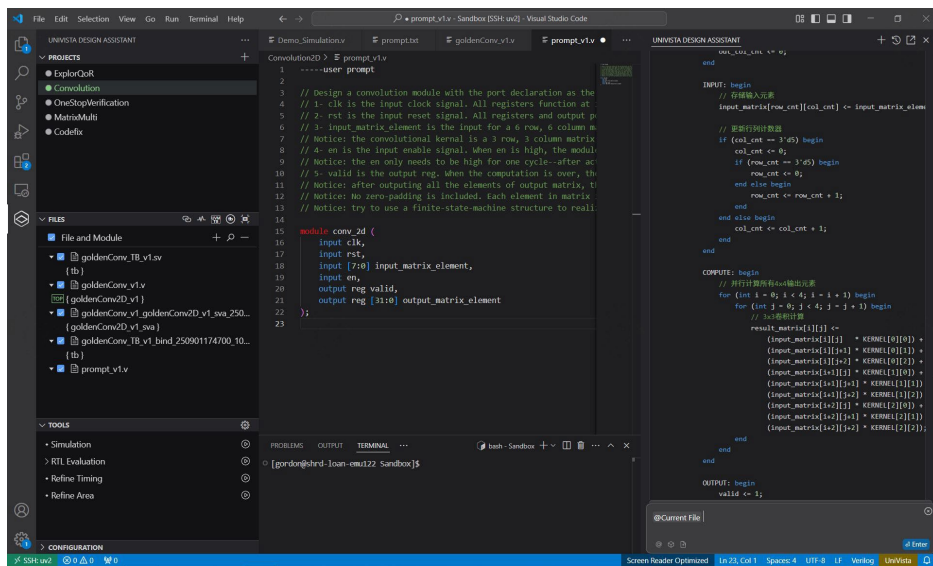 File Edit Selection View Go Run Terminal Help
prompt_v1.v - Sandbox [SSH: uv2] - Visual Studio Code
UNIVISTA DESIGN ASSISTANT
PROJECTS
ExplorQoR
Convolution
OneStopVerification
MatrixMulti
Codefix
FILES
File and Module
goldenConv_TB_v1.sv
{ tb }
goldenConv_v1.v
TOP { goldenConv2D_v1 }
goldenConv_v1_goldenConv2D_v1_sva_250...
{ goldenConv2D_v1_sva }
goldenConv_TB_v1_bind_250901174700_10...
{ tb }
prompt_v1.v
TOOLS
Simulation
RTL Evaluation
Refine Timing
Refine Area
CONFIGURATION
Demo_Simulation.v prompt.txt goldenConv_v1.v prompt_v1.v
Convolution2D > prompt_v1.v
1 -----user prompt
2
3 // Design a convolution module with the port declaration as the
4 // 1- clk is the input clock signal. All registers function at
5 // 2- rst is the input reset signal. All registers and output p
6 // 3- input_matrix_element is the input for a 6 row, 6 column m
7 // Notice: the convolutional kernal is a 3 row, 3 column matrix
8 // 4- en is the input enable signal. When en is high, the modul
9 // Notice: the en only needs to be high for one cycle--after ac
10 // 5- valid is the output reg. When the computation is over, th
11 // Notice: after outputing all the elements of output matrix, t
12 // Notice: No zero-padding is included. Each element in matrix
13 // Notice: try to use a finite-state-machine structure to reali
14
15 module conv_2d (
16 input clk,
17 input rst,
18 input [7:0] input_matrix_element,
19 input en,
20 output reg valid,
21 output reg [31:0] output_matrix_element
22 );
23
PROBLEMS OUTPUT TERMINAL ... bash - Sandbox
[gordon@shrd-loan-emu122 Sandbox]$
UNIVISTA DESIGN ASSISTANT
out_col_cnt <= 0;
end
INPUT: begin
// 存储输入元素
input_matrix[row_cnt][col_cnt] <= input_matrix_eleme
// 更新行列计数器
if (col_cnt == 3'd5) begin
col_cnt <= 0;
if (row_cnt == 3'd5) begin
row_cnt <= 0;
end else begin
row_cnt <= row_cnt + 1;
end
end else begin
col_cnt <= col_cnt + 1;
end
end
COMPUTE: begin
// 并行计算所有4x4输出元素
for (int i = 0; i < 4; i = i + 1) begin
for (int j = 0; j < 4; j = j + 1) begin
// 3x3卷积计算
result_matrix[i][j] <=
(input_matrix[i][j] * KERNEL[0][0]) +
(input_matrix[i][j+1] * KERNEL[0][1]) +
(input_matrix[i][j+2] * KERNEL[0][2]) +
(input_matrix[i+1][j] * KERNEL[1][0]) +
(input_matrix[i+1][j+1] * KERNEL[1][1])
(input_matrix[i+1][j+2] * KERNEL[1][2])
(input_matrix[i+2][j] * KERNEL[2][0]) +
(input_matrix[i+2][j+1] * KERNEL[2][1])
(input_matrix[i+2][j+2] * KERNEL[2][2]);
end
end
end
OUTPUT: begin
valid <= 1;
@Current File
Enter
SSH: uv2 0 0 0 Screen Reader Optimized Ln 23, Col 1 Spaces: 4 UTF-8 LF Verilog UniVista